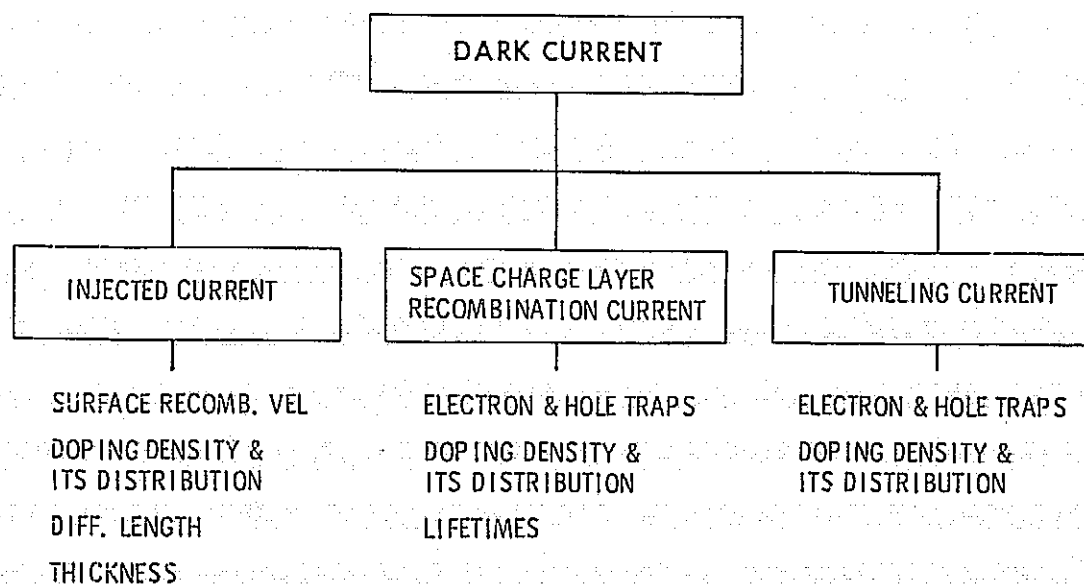 DARK CURRENT
INJECTED CURRENT
SPACE CHARGE LAYER
RECOMBINATION CURRENT
TUNNELING CURRENT
SURFACE RECOMB. VEL
DOPING DENSITY &
ITS DISTRIBUTION
DIFF. LENGTH
THICKNESS
ELECTRON & HOLE TRAPS
DOPING DENSITY &
ITS DISTRIBUTION
LIFETIMES
ELECTRON & HOLE TRAPS
DOPING DENSITY &
ITS DISTRIBUTION